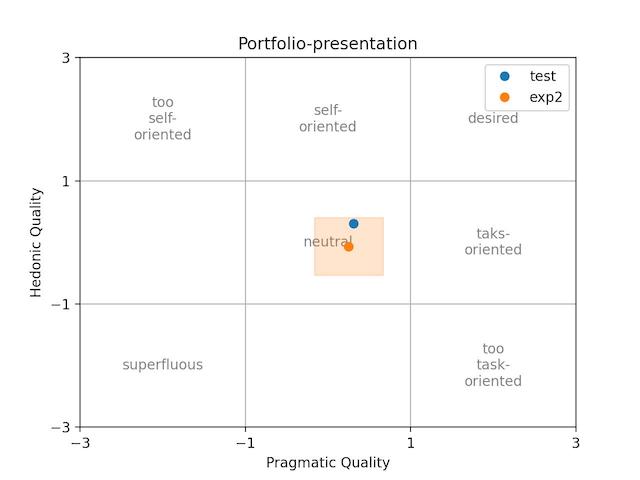 Portfolio-presentation
3
test
exp2
too
self-
oriented
self-
oriented
desired
1
Hedonic Quality
neutral
taks-
oriented
−1
superfluous
too
task-
oriented
−3
−3
−1
1
3
Pragmatic Quality